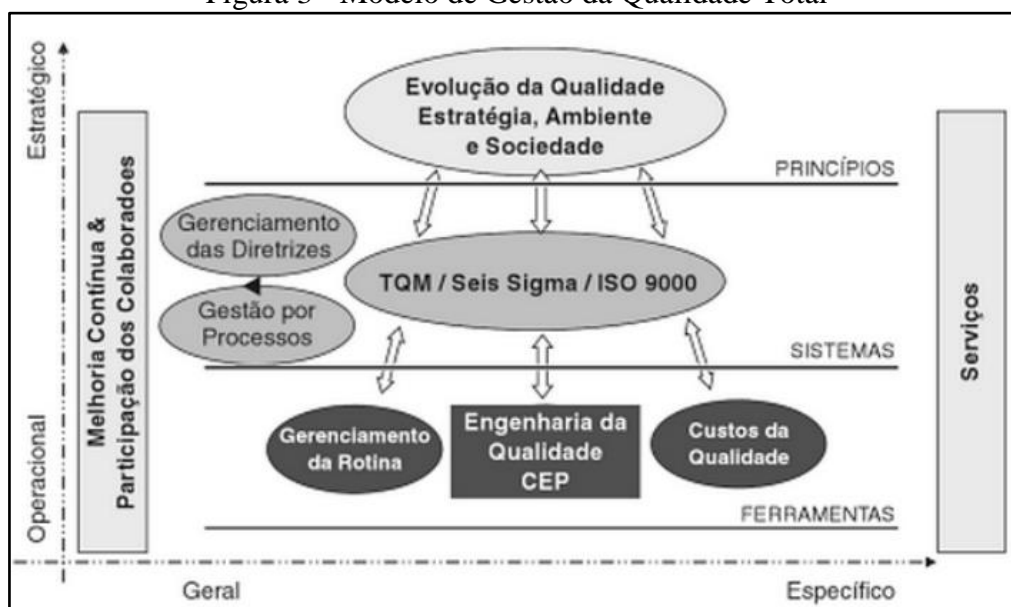 Figura 3 - Modelo de Gestão da Qualidade Total
Estratégico
Operacional
Melhoria Contínua &
Participação dos Colaboradoes
Evolução da Qualidade
Estratégia, Ambiente
e Sociedade
PRINCÍPIOS
Gerenciamento
das Diretrizes
Gestão por
Processos
TQM / Seis Sigma / ISO 9000
SISTEMAS
Gerenciamento
da Rotina
Engenharia da
Qualidade
CEP
Custos da
Qualidade
FERRAMENTAS
Serviços
Geral
Específico